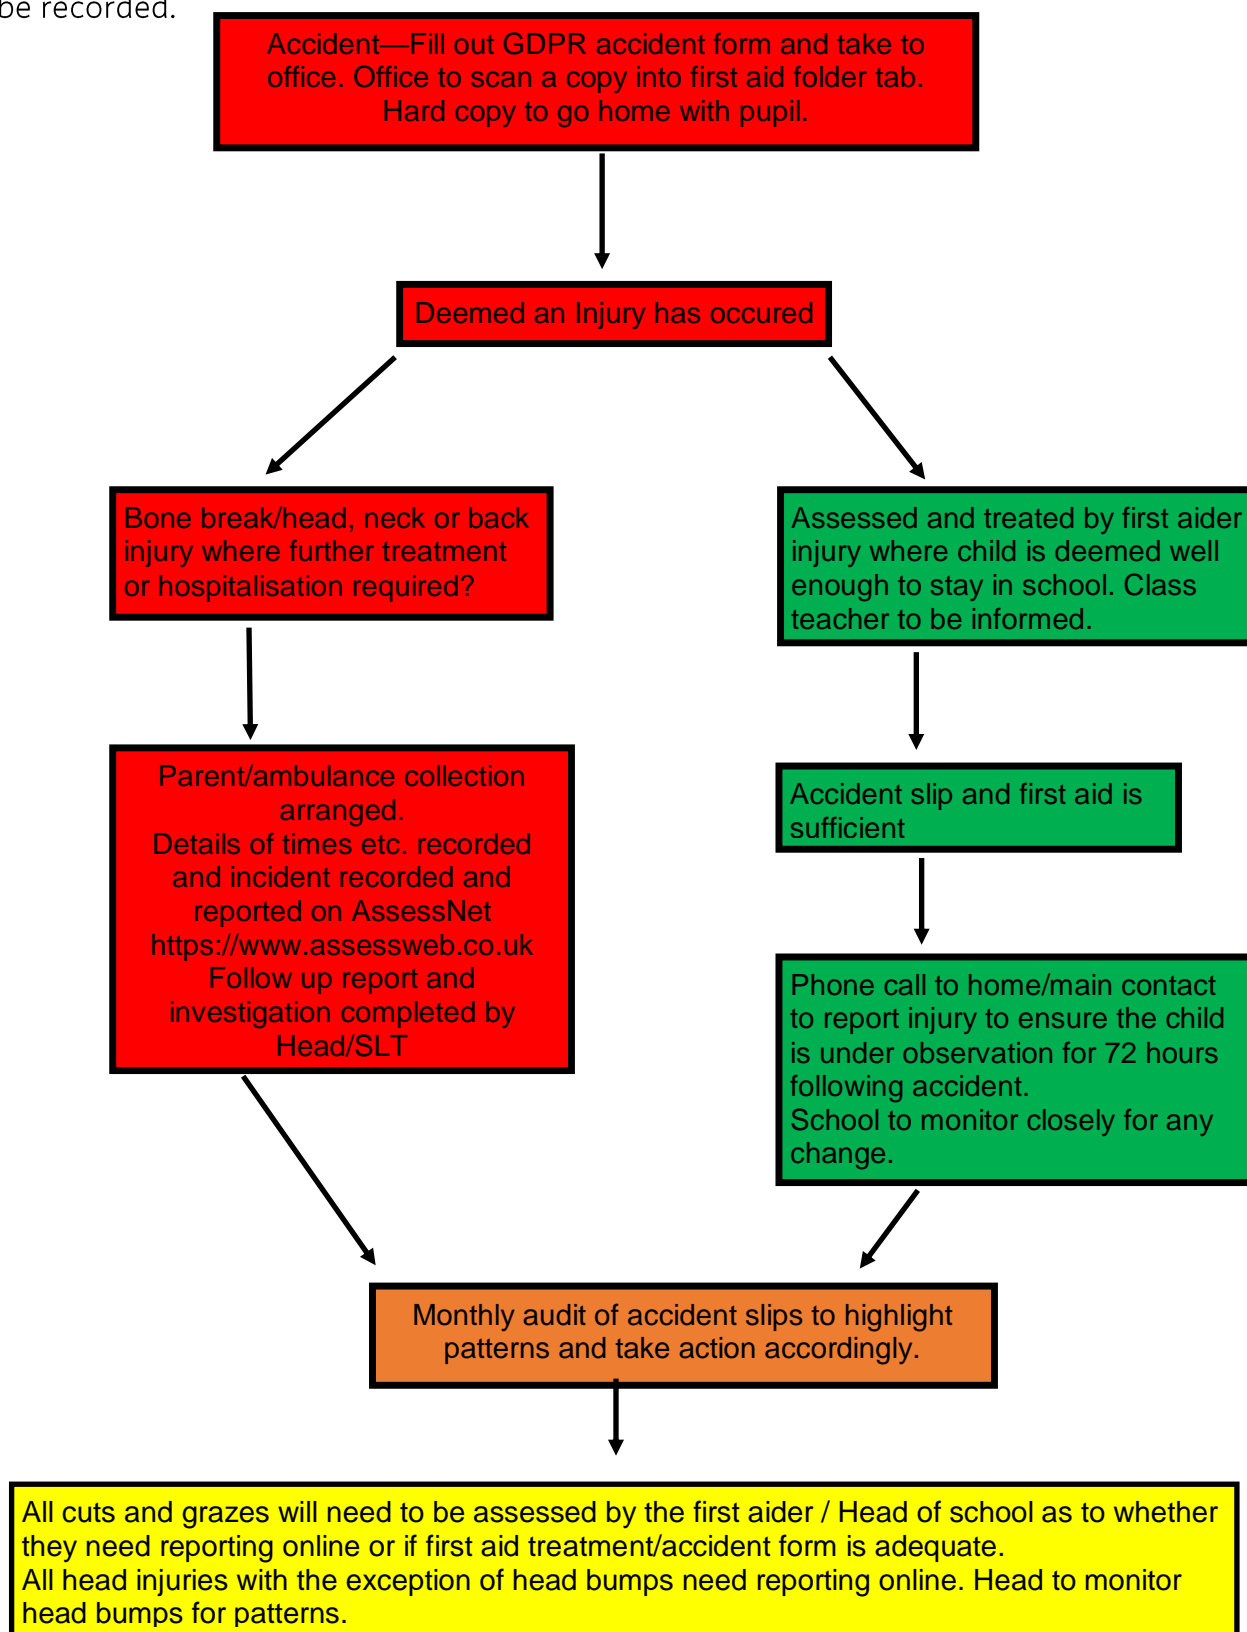 be recorded.
Accident—Fill out GDPR accident form and take to
office. Office to scan a copy into first aid folder tab.
Hard copy to go home with pupil.
Deemed an Injury has occured
Bone break/head, neck or back
injury where further treatment
or hospitalisation required?
Assessed and treated by first aider
injury where child is deemed well
enough to stay in school. Class
teacher to be informed.
Parent/ambulance collection
arranged.
Details of times etc. recorded
and incident recorded and
reported on AssessNet
https://www.assessweb.co.uk
Follow up report and
investigation completed by
Head/SLT
Accident slip and first aid is
sufficient
Phone call to home/main contact
to report injury to ensure the child
is under observation for 72 hours
following accident.
School to monitor closely for any
change.
Monthly audit of accident slips to highlight
patterns and take action accordingly.
All cuts and grazes will need to be assessed by the first aider / Head of school as to whether
they need reporting online or if first aid treatment/accident form is adequate.
All head injuries with the exception of head bumps need reporting online. Head to monitor
head bumps for patterns.